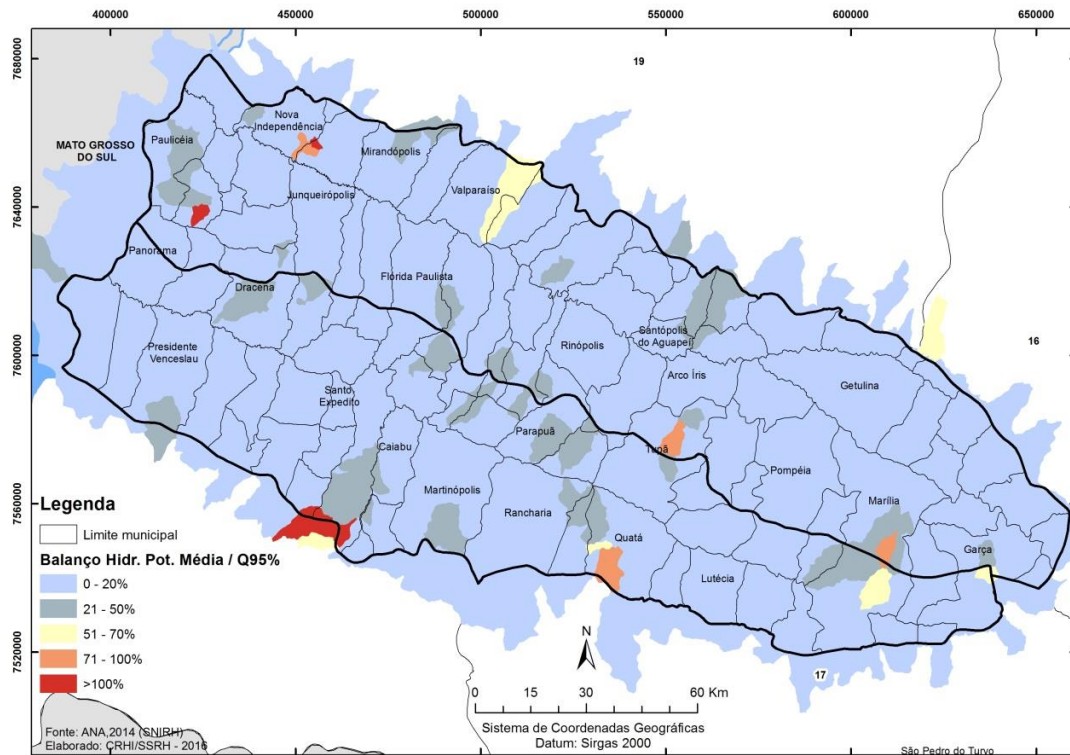 400000 450000 500000 550000 600000 650000
7680000
7640000
7600000
7560000
7520000
19
16
17
MATO GROSSO
DO SUL
Paulicéia
Nova
Independência
Mirandópolis
Junqueirópolis
Valparaíso
Panorama
Dracena
Flórida Paulista
Presidente
Venceslau
Santo
Expedito
Rinópolis
Santópolis
do Aguapeí
Arco Íris
Getulina
Caiabu
Parapuã
Tupã
Martinópolis
Rancharia
Pompéia
Marília
Quatá
Garça
Lutécia
Legenda
Limite municipal
Balanço Hidr. Pot. Média / Q95%
0 - 20%
21 - 50%
51 - 70%
71 - 100%
>100%
N
0 15 30 60 Km
Sistema de Coordenadas Geográficas
Datum: Sirgas 2000
Fonte: ANA,2014 (SNIRH)
Elaborado: CRHI/SSRH - 2016
São Pedro do Turvo